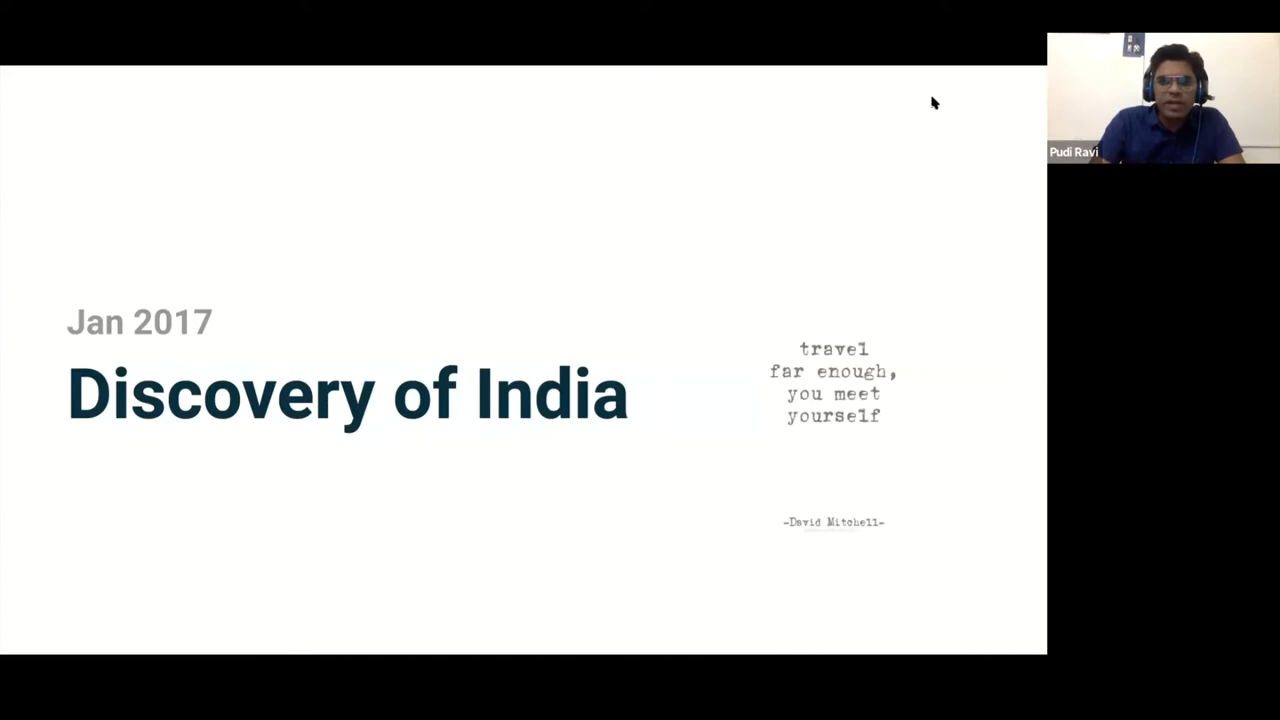 Jan 2017
Discovery of India
travel
far enough,
you meet
yourself
-David Mitchell-
Pudi Ravi